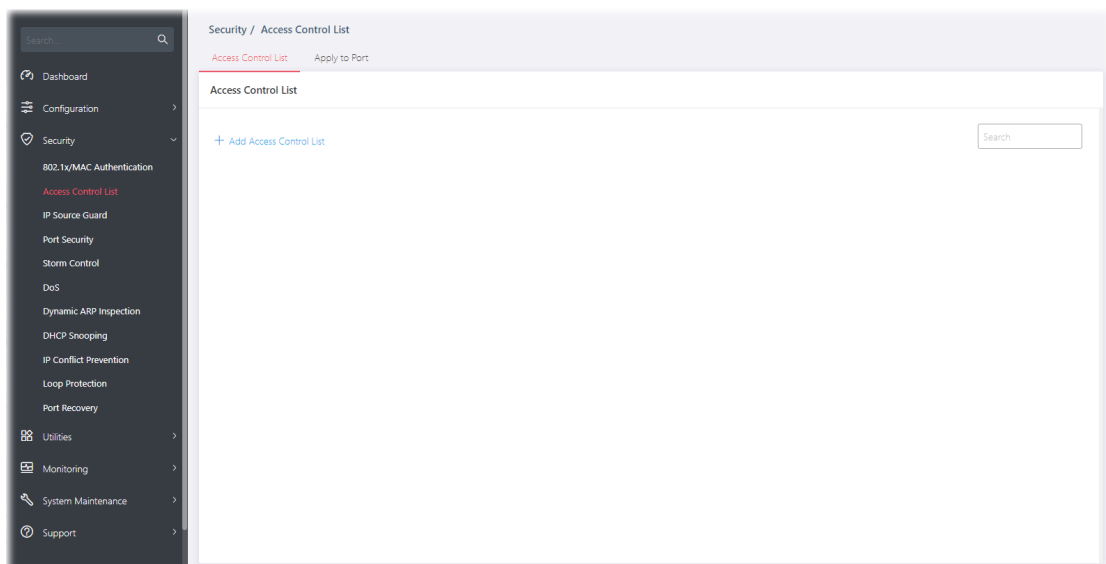 Search...
Dashboard
Configuration
Security
802.1x/MAC Authentication
Access Control List
IP Source Guard
Port Security
Storm Control
DoS
Dynamic ARP Inspection
DHCP Snooping
IP Conflict Prevention
Loop Protection
Port Recovery
Utilities
Monitoring
System Maintenance
Support
Security / Access Control List
Access Control List Apply to Port
Access Control List
+ Add Access Control List
Search